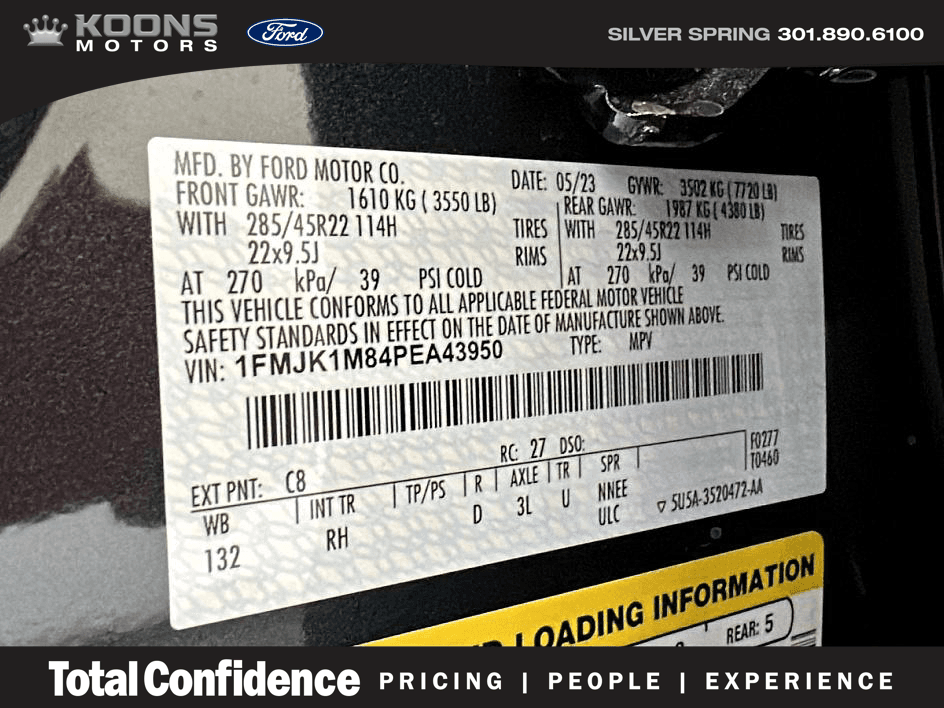 KOONS
MOTORS
Ford
SILVER SPRING 301.890.6100
MFD. BY FORD MOTOR CO.
DATE: 05/23 GVWR: 3502 KG ( 7720 LB)
FRONT GAWR: 1610 KG ( 3550 LB)
REAR GAWR: 1987 KG ( 4380 LB)
WITH 285/45R22 114H TIRES
WITH 285/45R22 114H TIRES
22x9.5J RIMS
22x9.5J RIMS
AT 270 kPa/ 39 PSI COLD
AT 270 kPa/ 39 PSI COLD
THIS VEHICLE CONFORMS TO ALL APPLICABLE FEDERAL MOTOR VEHICLE
SAFETY STANDARDS IN EFFECT ON THE DATE OF MANUFACTURE SHOWN ABOVE.
VIN: 1FMJK1M84PEA43950 TYPE: MPV
RC: 27 DSO:
F0277
T0460
EXT PNT: C8
WB INT TR TP/PS R AXLE TR SPR
132 RH D 3L U NNEE
ULC
5U5A-3520472-AA
LOADING INFORMATION
REAR: 5
Total Confidence PRICING | PEOPLE | EXPERIENCE